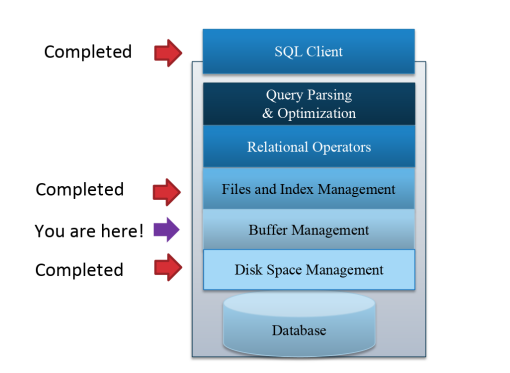 Completed
SQL Client
Query Parsing
& Optimization
Relational Operators
Completed
Files and Index Management
You are here!
Buffer Management
Completed
Disk Space Management
Database